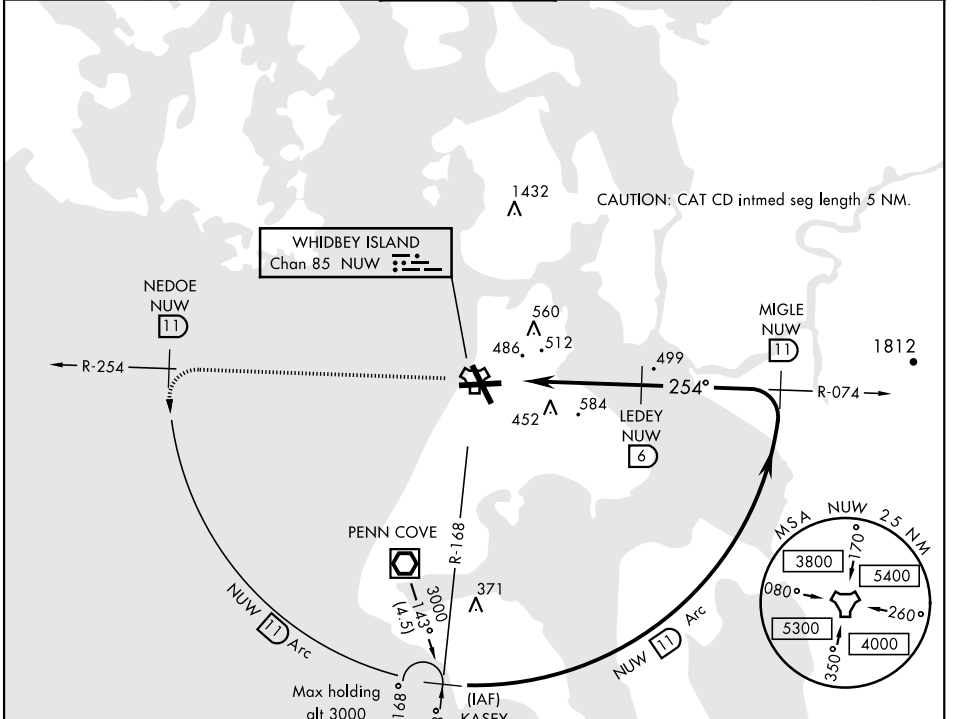 1432
CAUTION: CAT CD intmed seg length 5 NM.
WHIDBEY ISLAND
Chan 85 NUW
NEDOE
NUW
11
560
486
512
MIGLE
NUW
11
1812
499
R-254
254°
R-074
452
584
LEDEY
NUW
6
R-168
PENN COVE
3000
143°
(4.5)
371
MSA NUW 25 NM
3800
170°
5400
080°
260°
5300
4000
350°
NUW 11 Arc
NUW 11 Arc
Max holding
alt 3000
168°
(IAF)
KASEY